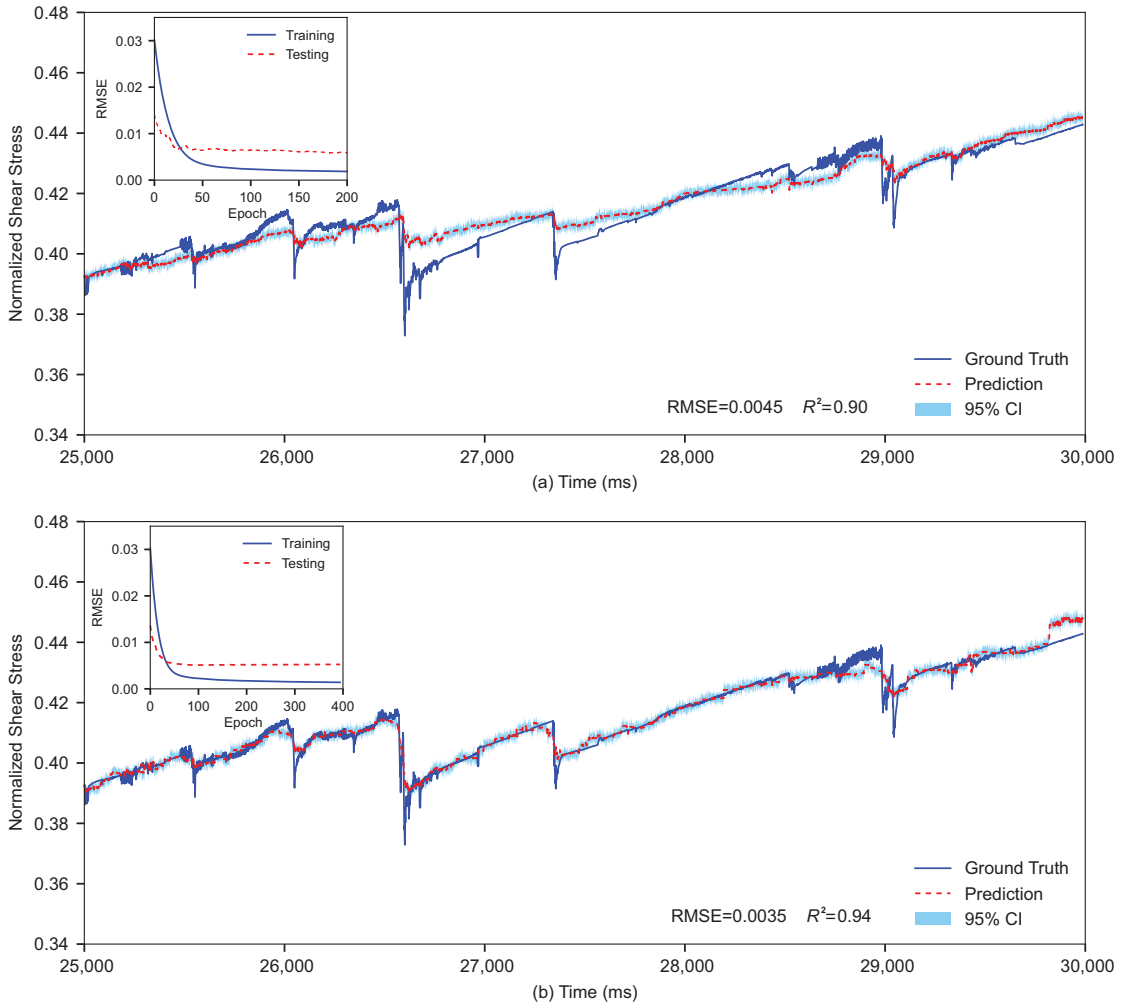 0.48
0.46
0.44
0.42
0.40
0.38
0.36
0.34
Normalized Shear Stress
0.03
0.02
0.01
0.00
RMSE
Training
Testing
0 50 100 150 200
Epoch
Ground Truth
Prediction
95% CI
RMSE=0.0045 R²=0.90
25,000 26,000 27,000 28,000 29,000 30,000
(a) Time (ms)
0.48
0.46
0.44
0.42
0.40
0.38
0.36
0.34
Normalized Shear Stress
0.03
0.02
0.01
0.00
RMSE
Training
Testing
0 100 200 300 400
Epoch
Ground Truth
Prediction
95% CI
RMSE=0.0035 R²=0.94
25,000 26,000 27,000 28,000 29,000 30,000
(b) Time (ms)